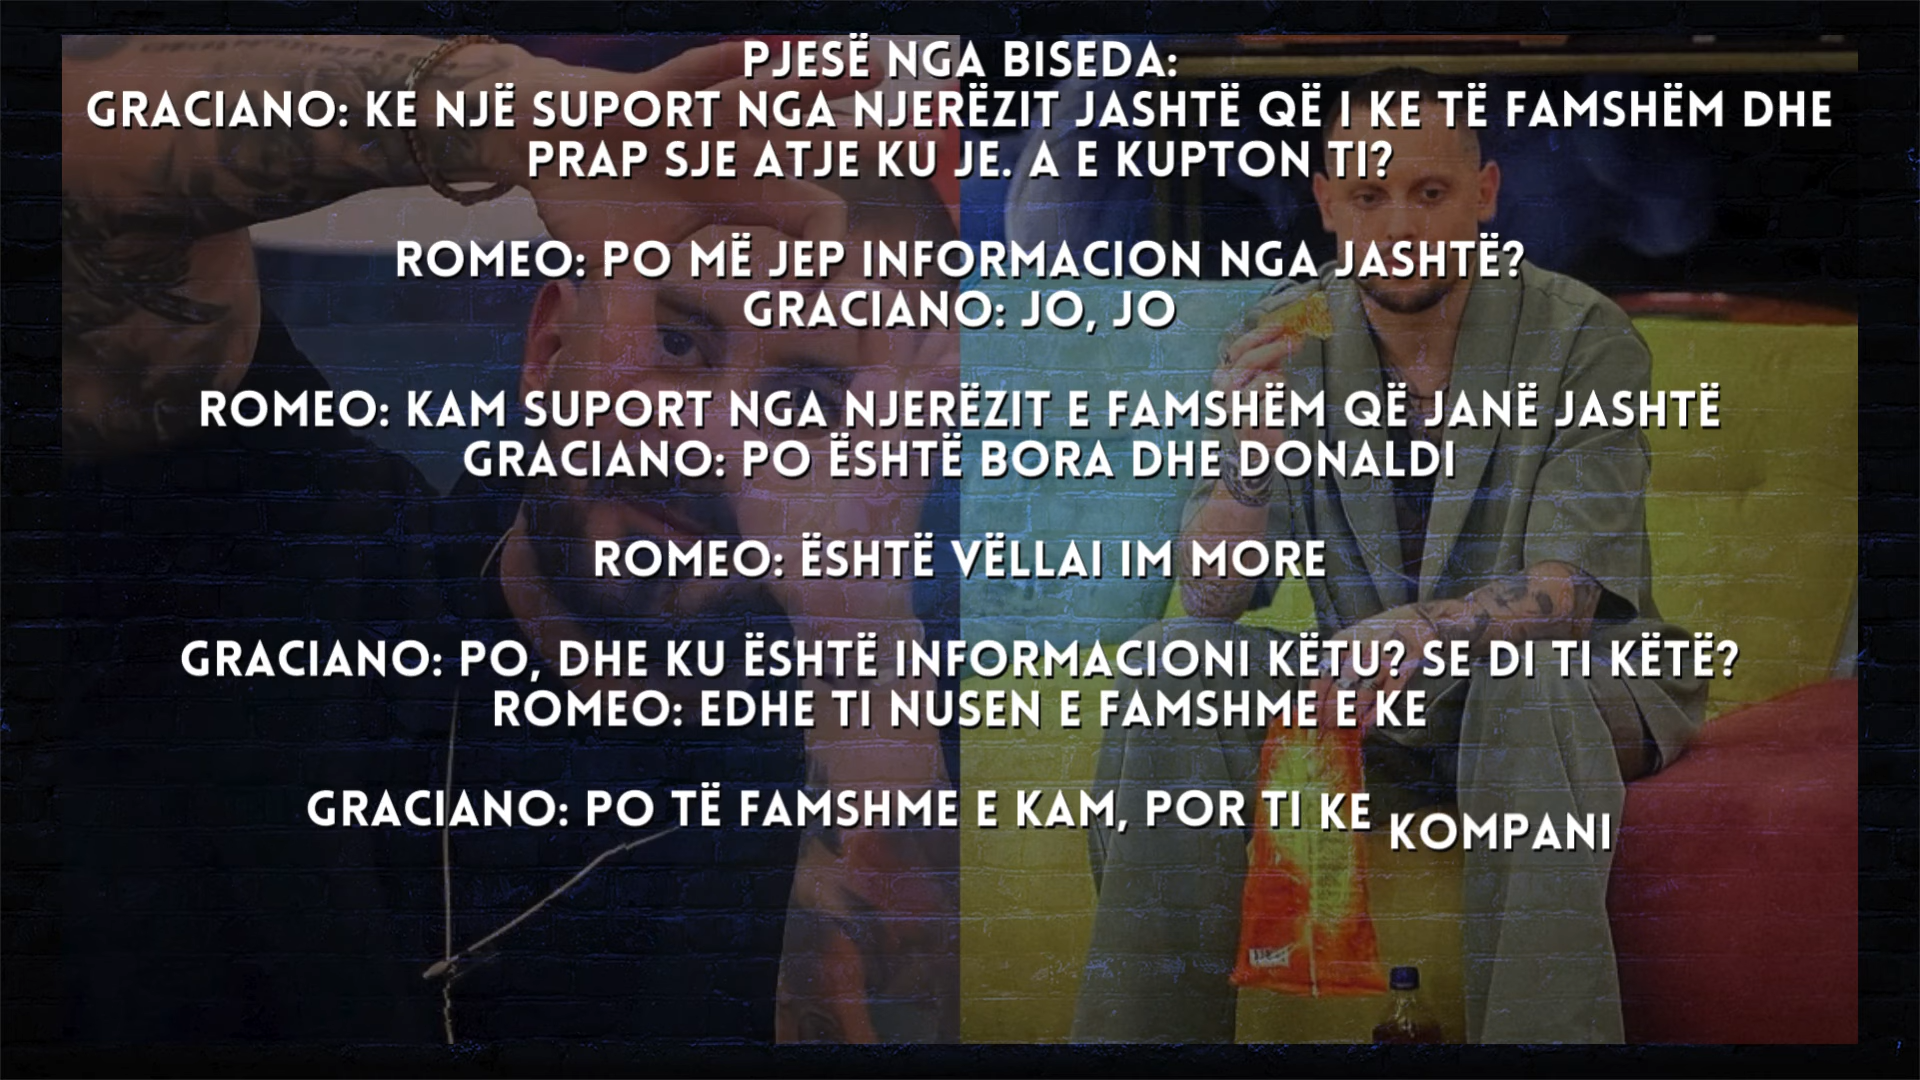 PJESË NGA BISEDA:
GRACIANO: KE NJË SUPORT NGA NJERËZIT JASHTË QË I KE TË FAMSHËM DHE
PRAP SJE ATJE KU JE. A E KUPTON TI?
ROMEO: PO MË JEP INFORMACION NGA JASHTË?
GRACIANO: JO, JO
ROMEO: KAM SUPORT NGA NJERËZIT E FAMSHËM QË JANË JASHTË
GRACIANO: PO ËSHTË BORA DHE DONALDI
ROMEO: ËSHTË VËLLAI IM MORE
GRACIANO: PO, DHE KU ËSHTË INFORMACIONI KËTU? SE DI TI KËTË?
ROMEO: EDHE TI NUSEN E FAMSHME E KE
GRACIANO: PO TË FAMSHME E KAM, POR TI KE KOMPANI